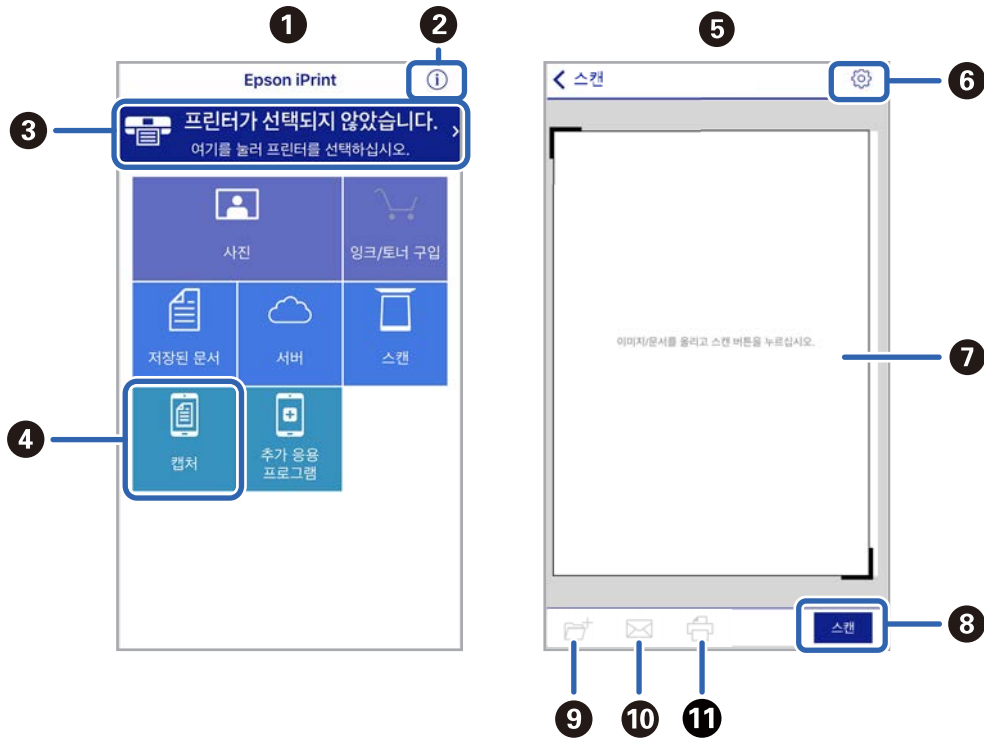 1
2
Epson iPrint
3
프린터가 선택되지 않았습니다.
여기를 눌러 프린터를 선택하십시오.
사진
잉크/토너 구입
저장된 문서
서버
스캔
4
캡처
추가 응용
프로그램
5
스캔
6
이미지/문서를 올리고 스캔 버튼을 누르십시오.
7
스캔
8
9
10
11